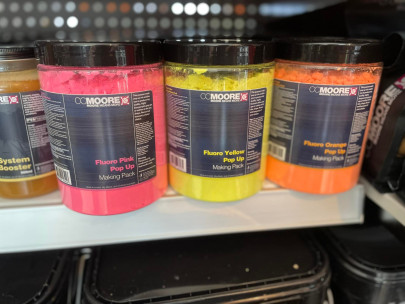 MOORE
System
Booster
CCMOORE
Fluoro Pink
Pop Up
Making Pack
CCMOORE
Fluoro Yellow
Pop Up
Making Pack
CCMOORE
Fluoro Orange
Pop Up
Making Pack